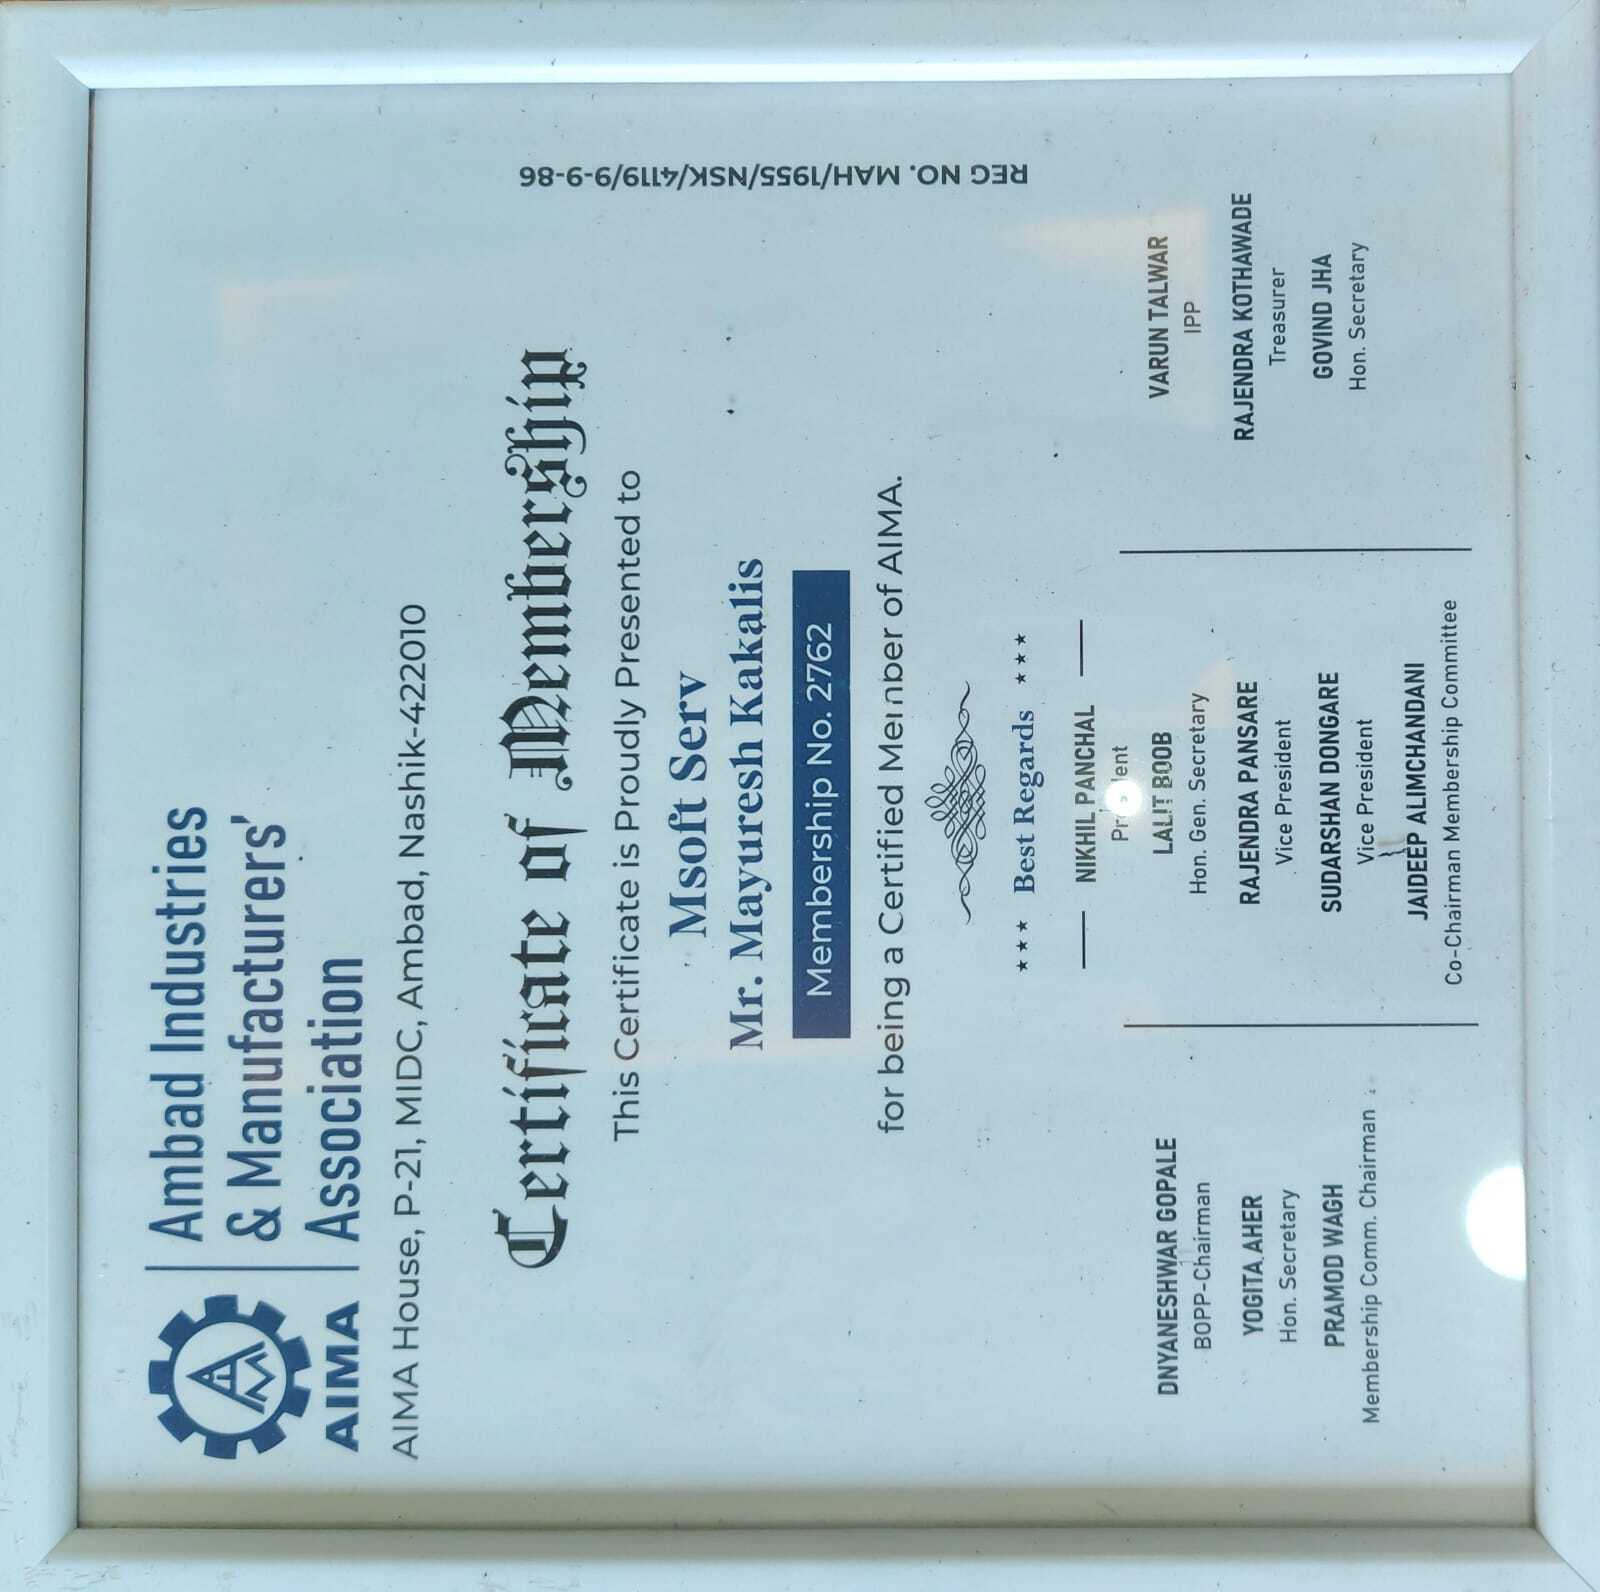 AIMA
Ambad Industries
& Manufacturers'
Association
AIMA House, P-21, MIDC, Ambad, Nashik-422010
REG NO. MAH/1955/NSK/4119/9-9-86
Certificate of Membership
This Certificate is Proudly Presented to
Msoft Serv
Mr. Mayuresh Kakalis
Membership No. 2762
for being a Certified Member of AIMA.
*** Best Regards ***
NIKHIL PANCHAL
President
LALIT BOOB
Hon. Gen. Secretary
RAJENDRA PANSARE
Vice President
SUDARSHAN DONGARE
Vice President
JAIDEEP ALIMCHANDANI
Co-Chairman Membership Committee
DNYANESHWAR GOPALE
BOPP-Chairman
YOGITA AHER
Hon. Secretary
PRAMOD WAGH
Membership Comm. Chairman
VARUN TALWAR
IPP
RAJENDRA KOTHAWADE
Treasurer
GOVIND JHA
Hon. Secretary